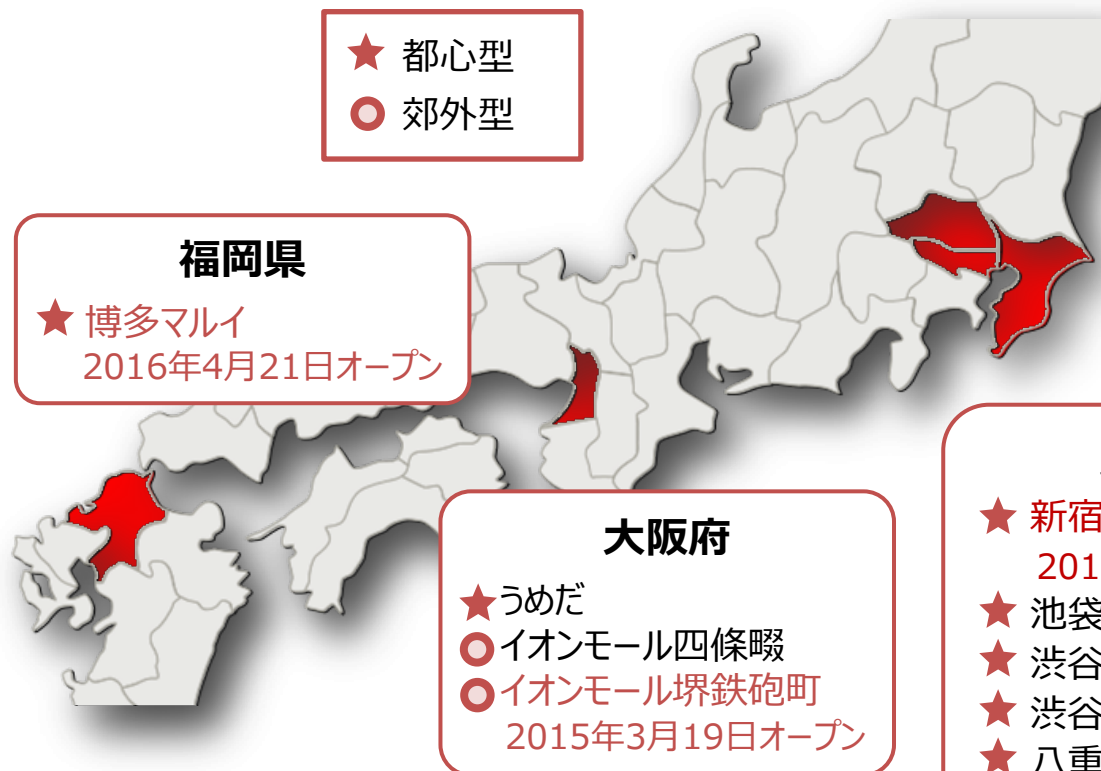 都心型
郊外型
福岡県
博多マルイ
2016年4月21日オープン
大阪府
うめだ
イオンモール四條畷
イオンモール堺鉄砲町
2015年3月19日オープン
新宿
201
池袋
渋谷
渋谷
八重